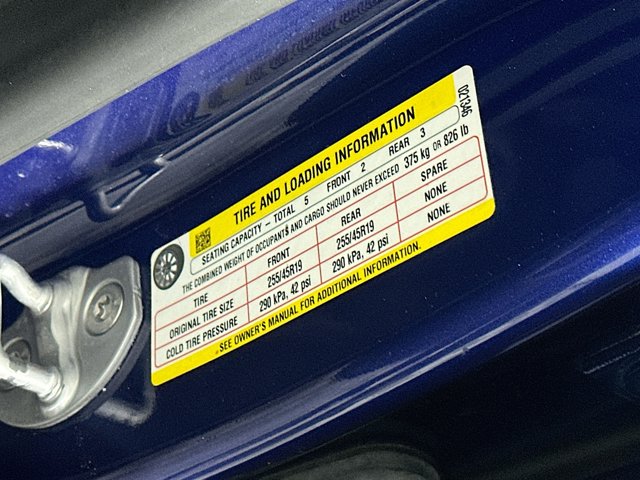 TIRE AND LOADING INFORMATION
021346
SEATING CAPACITY – TOTAL 5 FRONT 2 REAR 3
THE COMBINED WEIGHT OF OCCUPANTS AND CARGO SHOULD NEVER EXCEED 375 kg OR 826 lb
TIRE FRONT REAR SPARE
ORIGINAL TIRE SIZE 255/45R19 255/45R19 NONE
COLD TIRE PRESSURE 290 kPa, 42 psi 290 kPa, 42 psi NONE
SEE OWNER'S MANUAL FOR ADDITIONAL INFORMATION.